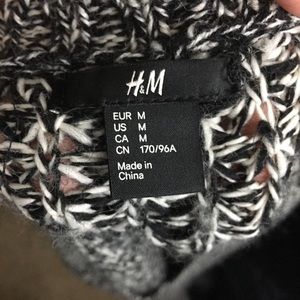 H&M
EUR M
US M
CA M
CN 170/96A
Made in
China